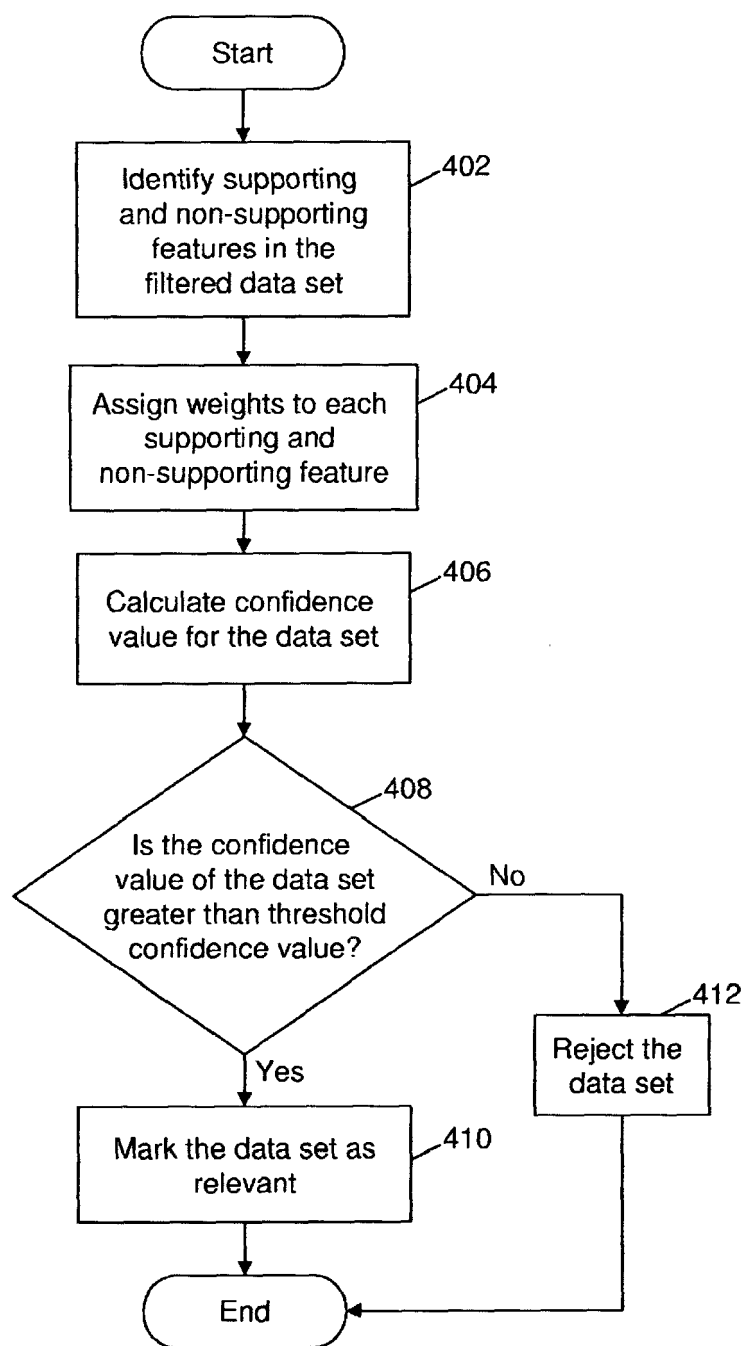 Start
402
Identify supporting
and non-supporting
features in the
filtered data set
404
Assign weights to each
supporting and
non-supporting feature
406
Calculate confidence
value for the data set
408
Is the confidence
value of the data set
greater than threshold
confidence value?
No
412
Reject the
data set
Yes
410
Mark the data set as
relevant
End